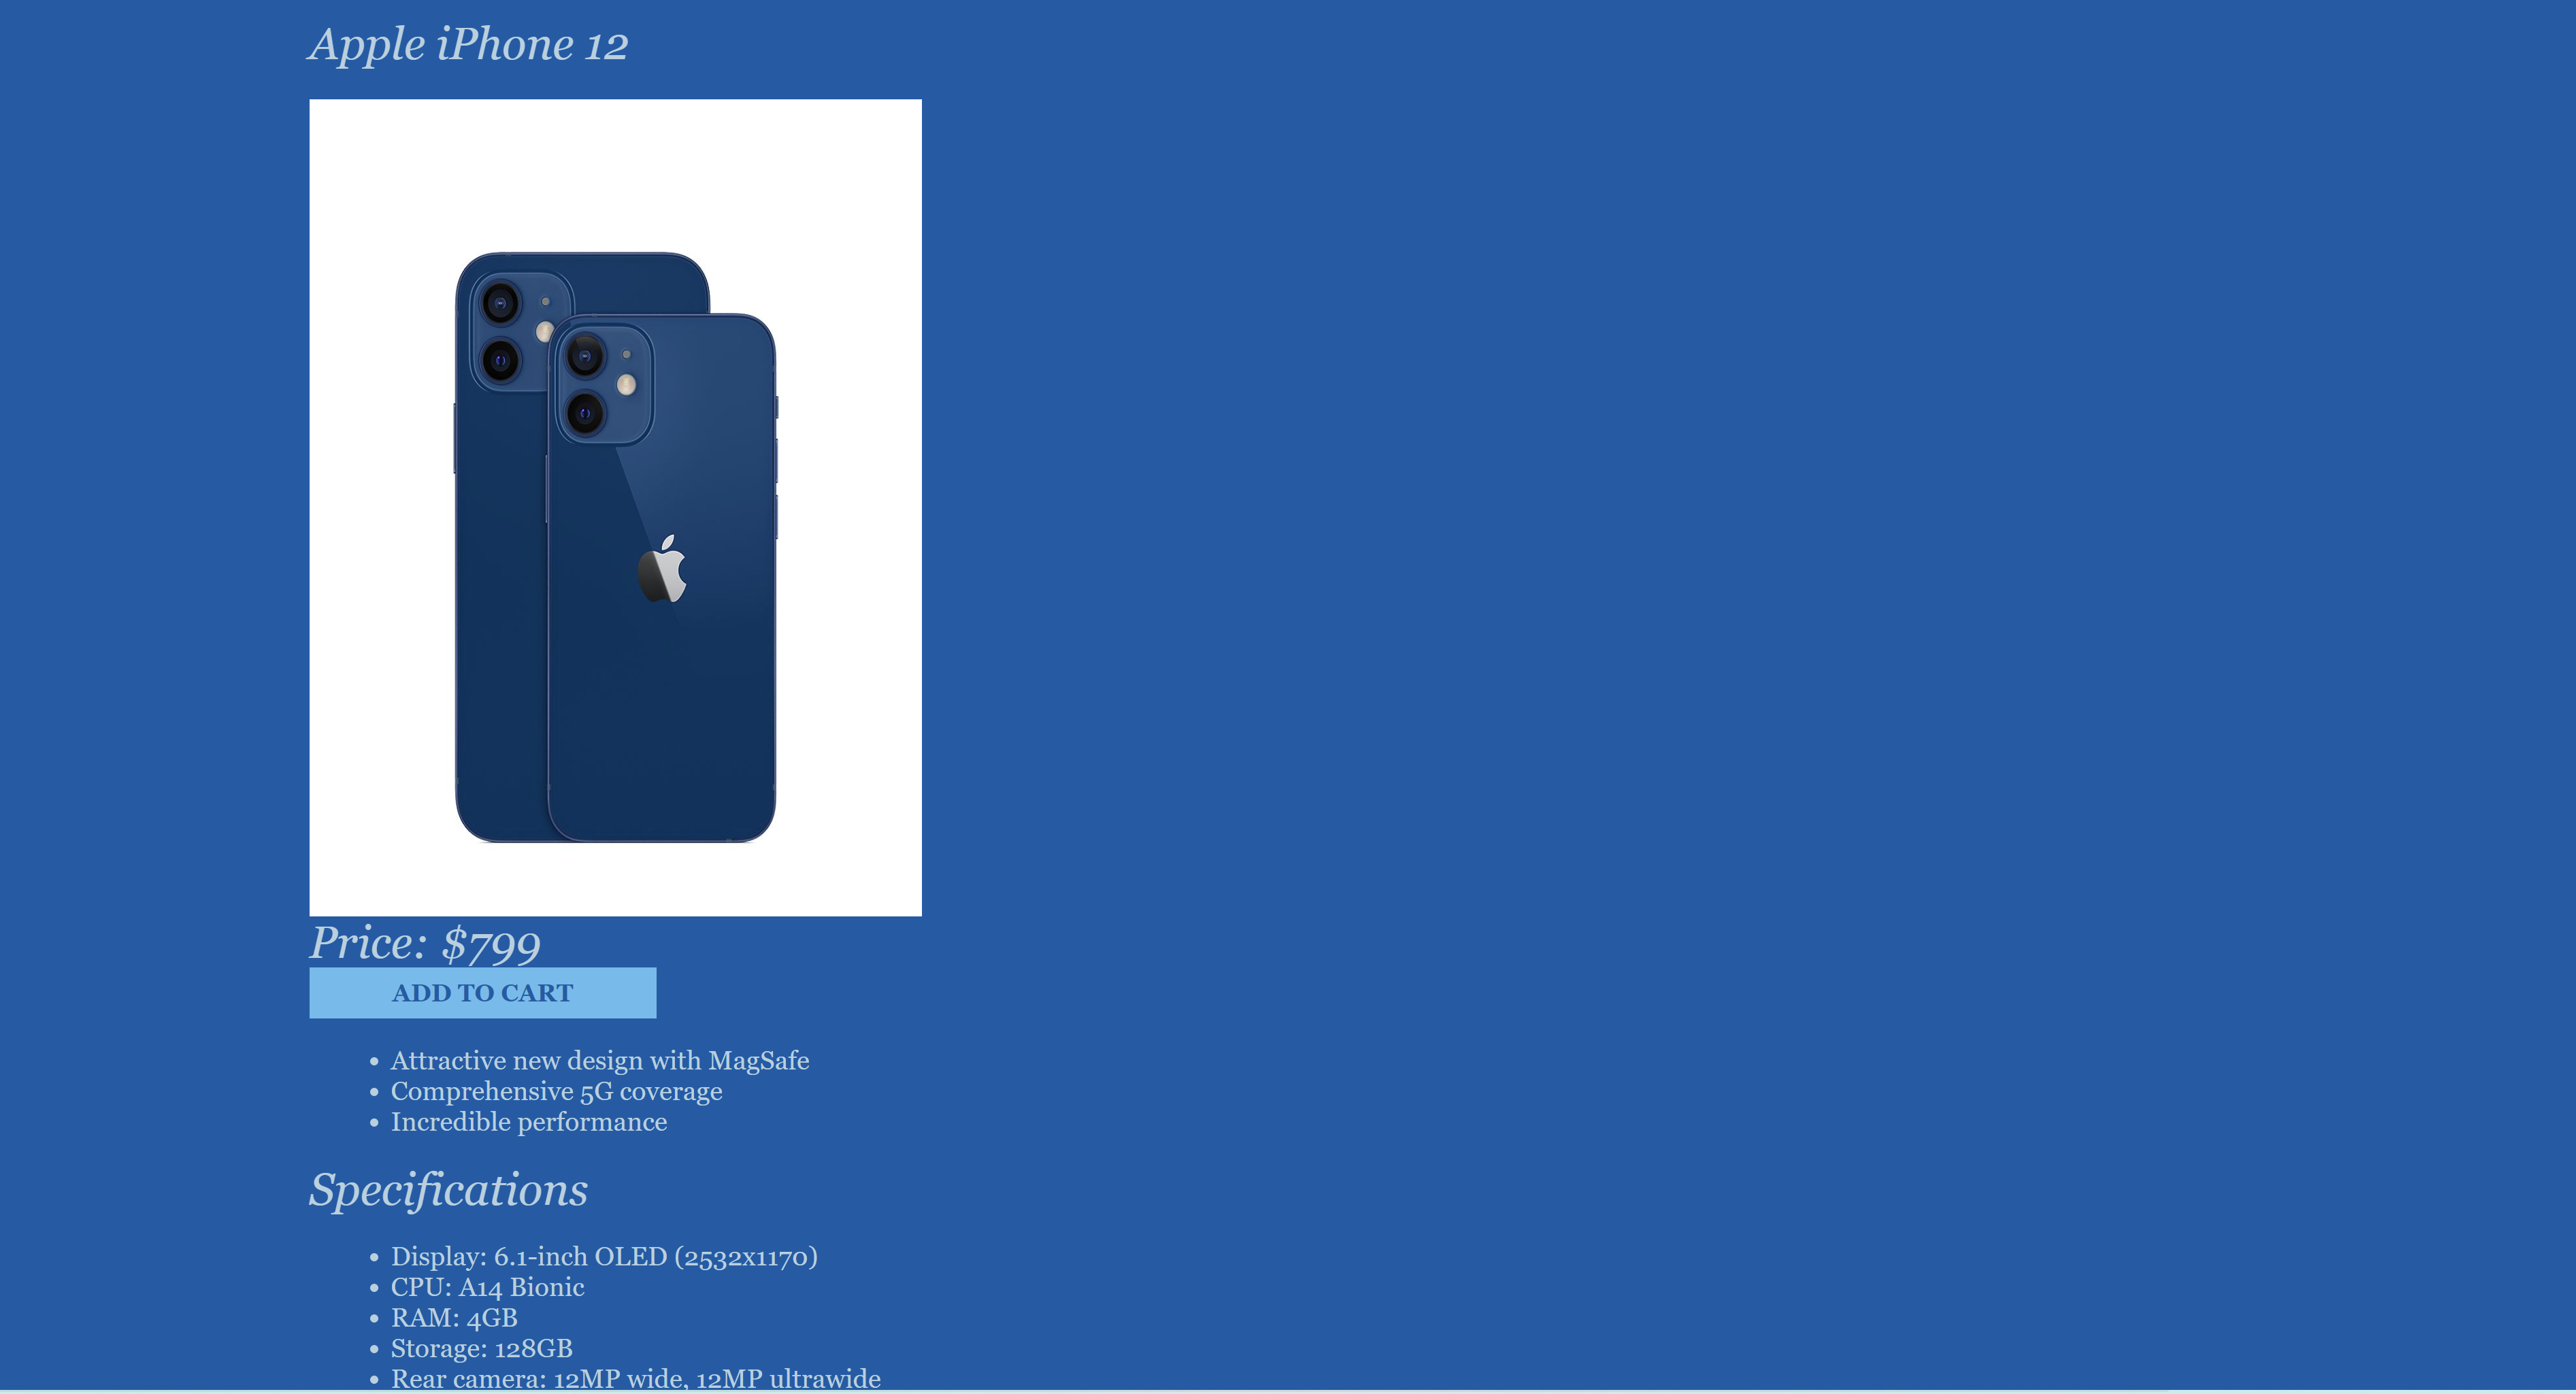 Apple iPhone 12
Price: $799
ADD TO CART
Attractive new design with MagSafe
Comprehensive 5G coverage
Incredible performance
Specifications
Display: 6.1-inch OLED (2532x1170)
CPU: A14 Bionic
RAM: 4GB
Storage: 128GB
Rear camera: 12MP wide, 12MP ultrawide